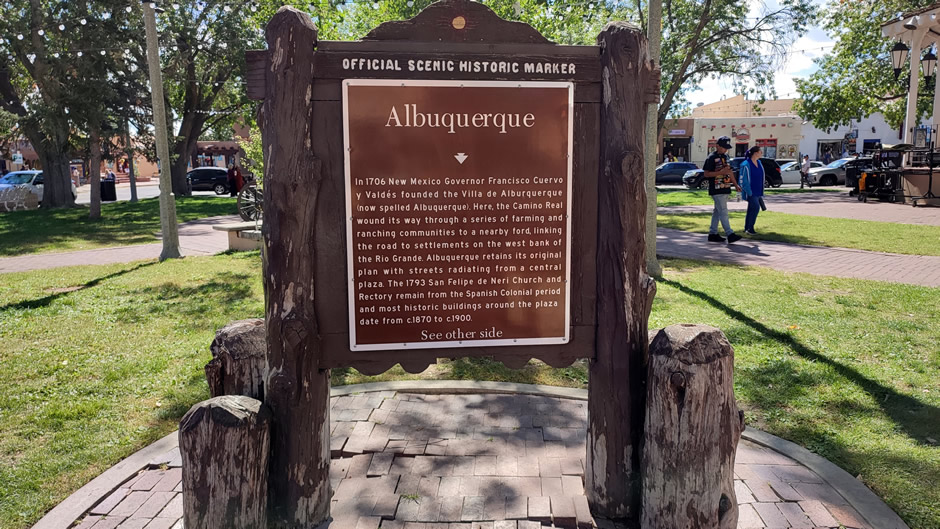 OFFICIAL SCENIC HISTORIC MARKER
Albuquerque
In 1706 New Mexico Governor Francisco Cuervo
y Valdés founded the Villa de Alburquerque
(now spelled Albuquerque). Here, the Camino Real
wound its way through a series of farming and
ranching communities to a nearby ford, linking
the road to settlements on the west bank of
the Rio Grande. Albuquerque retains its original
plan with streets radiating from a central
plaza. The 1793 San Felipe de Neri Church and
Rectory remain from the Spanish Colonial period
and most historic buildings around the plaza
date from c.1870 to c.1900.
See other side